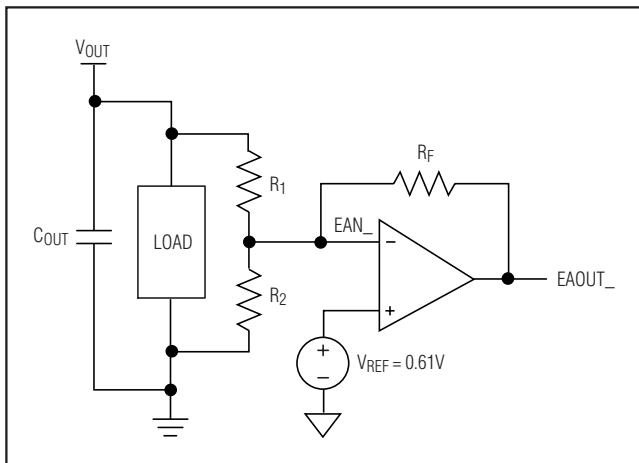 VOUT
RF
R1
EAN_
−
COUT
LOAD
EAOUT_
R2
+
+
−
VREF = 0.61V